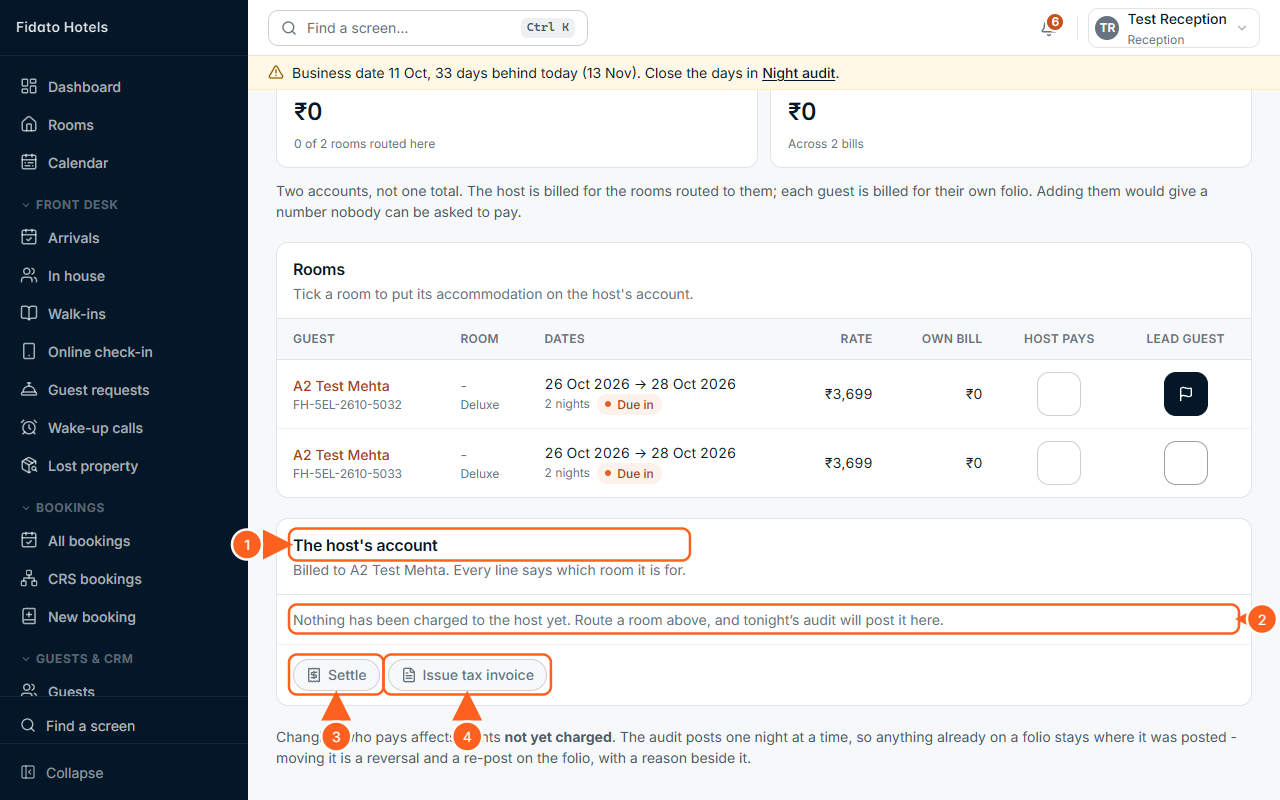 Fidato Hotels
Find a screen...
Ctrl K
6
TR
Test Reception
Reception
Business date 11 Oct, 33 days behind today (13 Nov). Close the days in Night audit.
Dashboard
Rooms
Calendar
FRONT DESK
Arrivals
In house
Walk-ins
Online check-in
Guest requests
Wake-up calls
Lost property
BOOKINGS
All bookings
CRS bookings
New booking
GUESTS & CRM
Guests
Find a screen
Collapse
₹0
0 of 2 rooms routed here
₹0
Across 2 bills
Two accounts, not one total. The host is billed for the rooms routed to them; each guest is billed for their own folio. Adding them would give a
number nobody can be asked to pay.
Rooms
Tick a room to put its accommodation on the host's account.
GUEST ROOM DATES RATE OWN BILL HOST PAYS LEAD GUEST
A2 Test Mehta - 26 Oct 2026 → 28 Oct 2026 ₹3,699 ₹0
FH-5EL-2610-5032 Deluxe 2 nights Due in
A2 Test Mehta - 26 Oct 2026 → 28 Oct 2026 ₹3,699 ₹0
FH-5EL-2610-5033 Deluxe 2 nights Due in
1
The host's account
Billed to A2 Test Mehta. Every line says which room it is for.
Nothing has been charged to the host yet. Route a room above, and tonight's audit will post it here.
2
Settle
Issue tax invoice
3
4
who pays affects not yet charged. The audit posts one night at a time, so anything already on a folio stays where it was posted -
moving it is a reversal and a re-post on the folio, with a reason beside it.